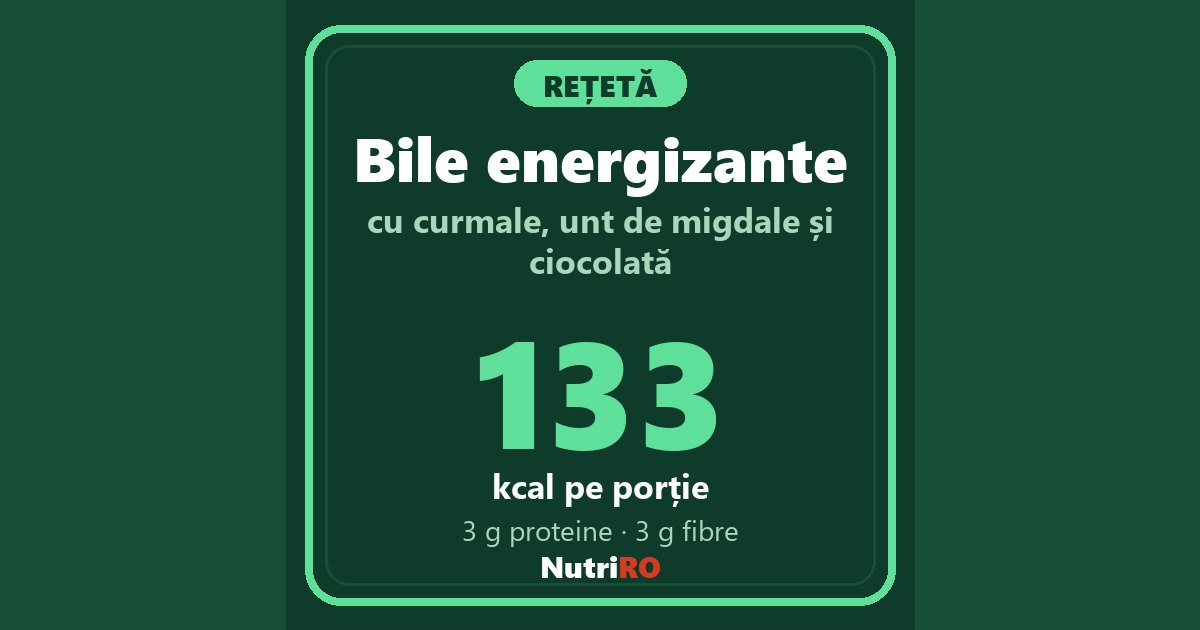 REȚETĂ
Bile energizante
cu curmale, unt de migdale și
ciocolată
133
kcal pe porție
3 g proteine · 3 g fibre
NutriRO